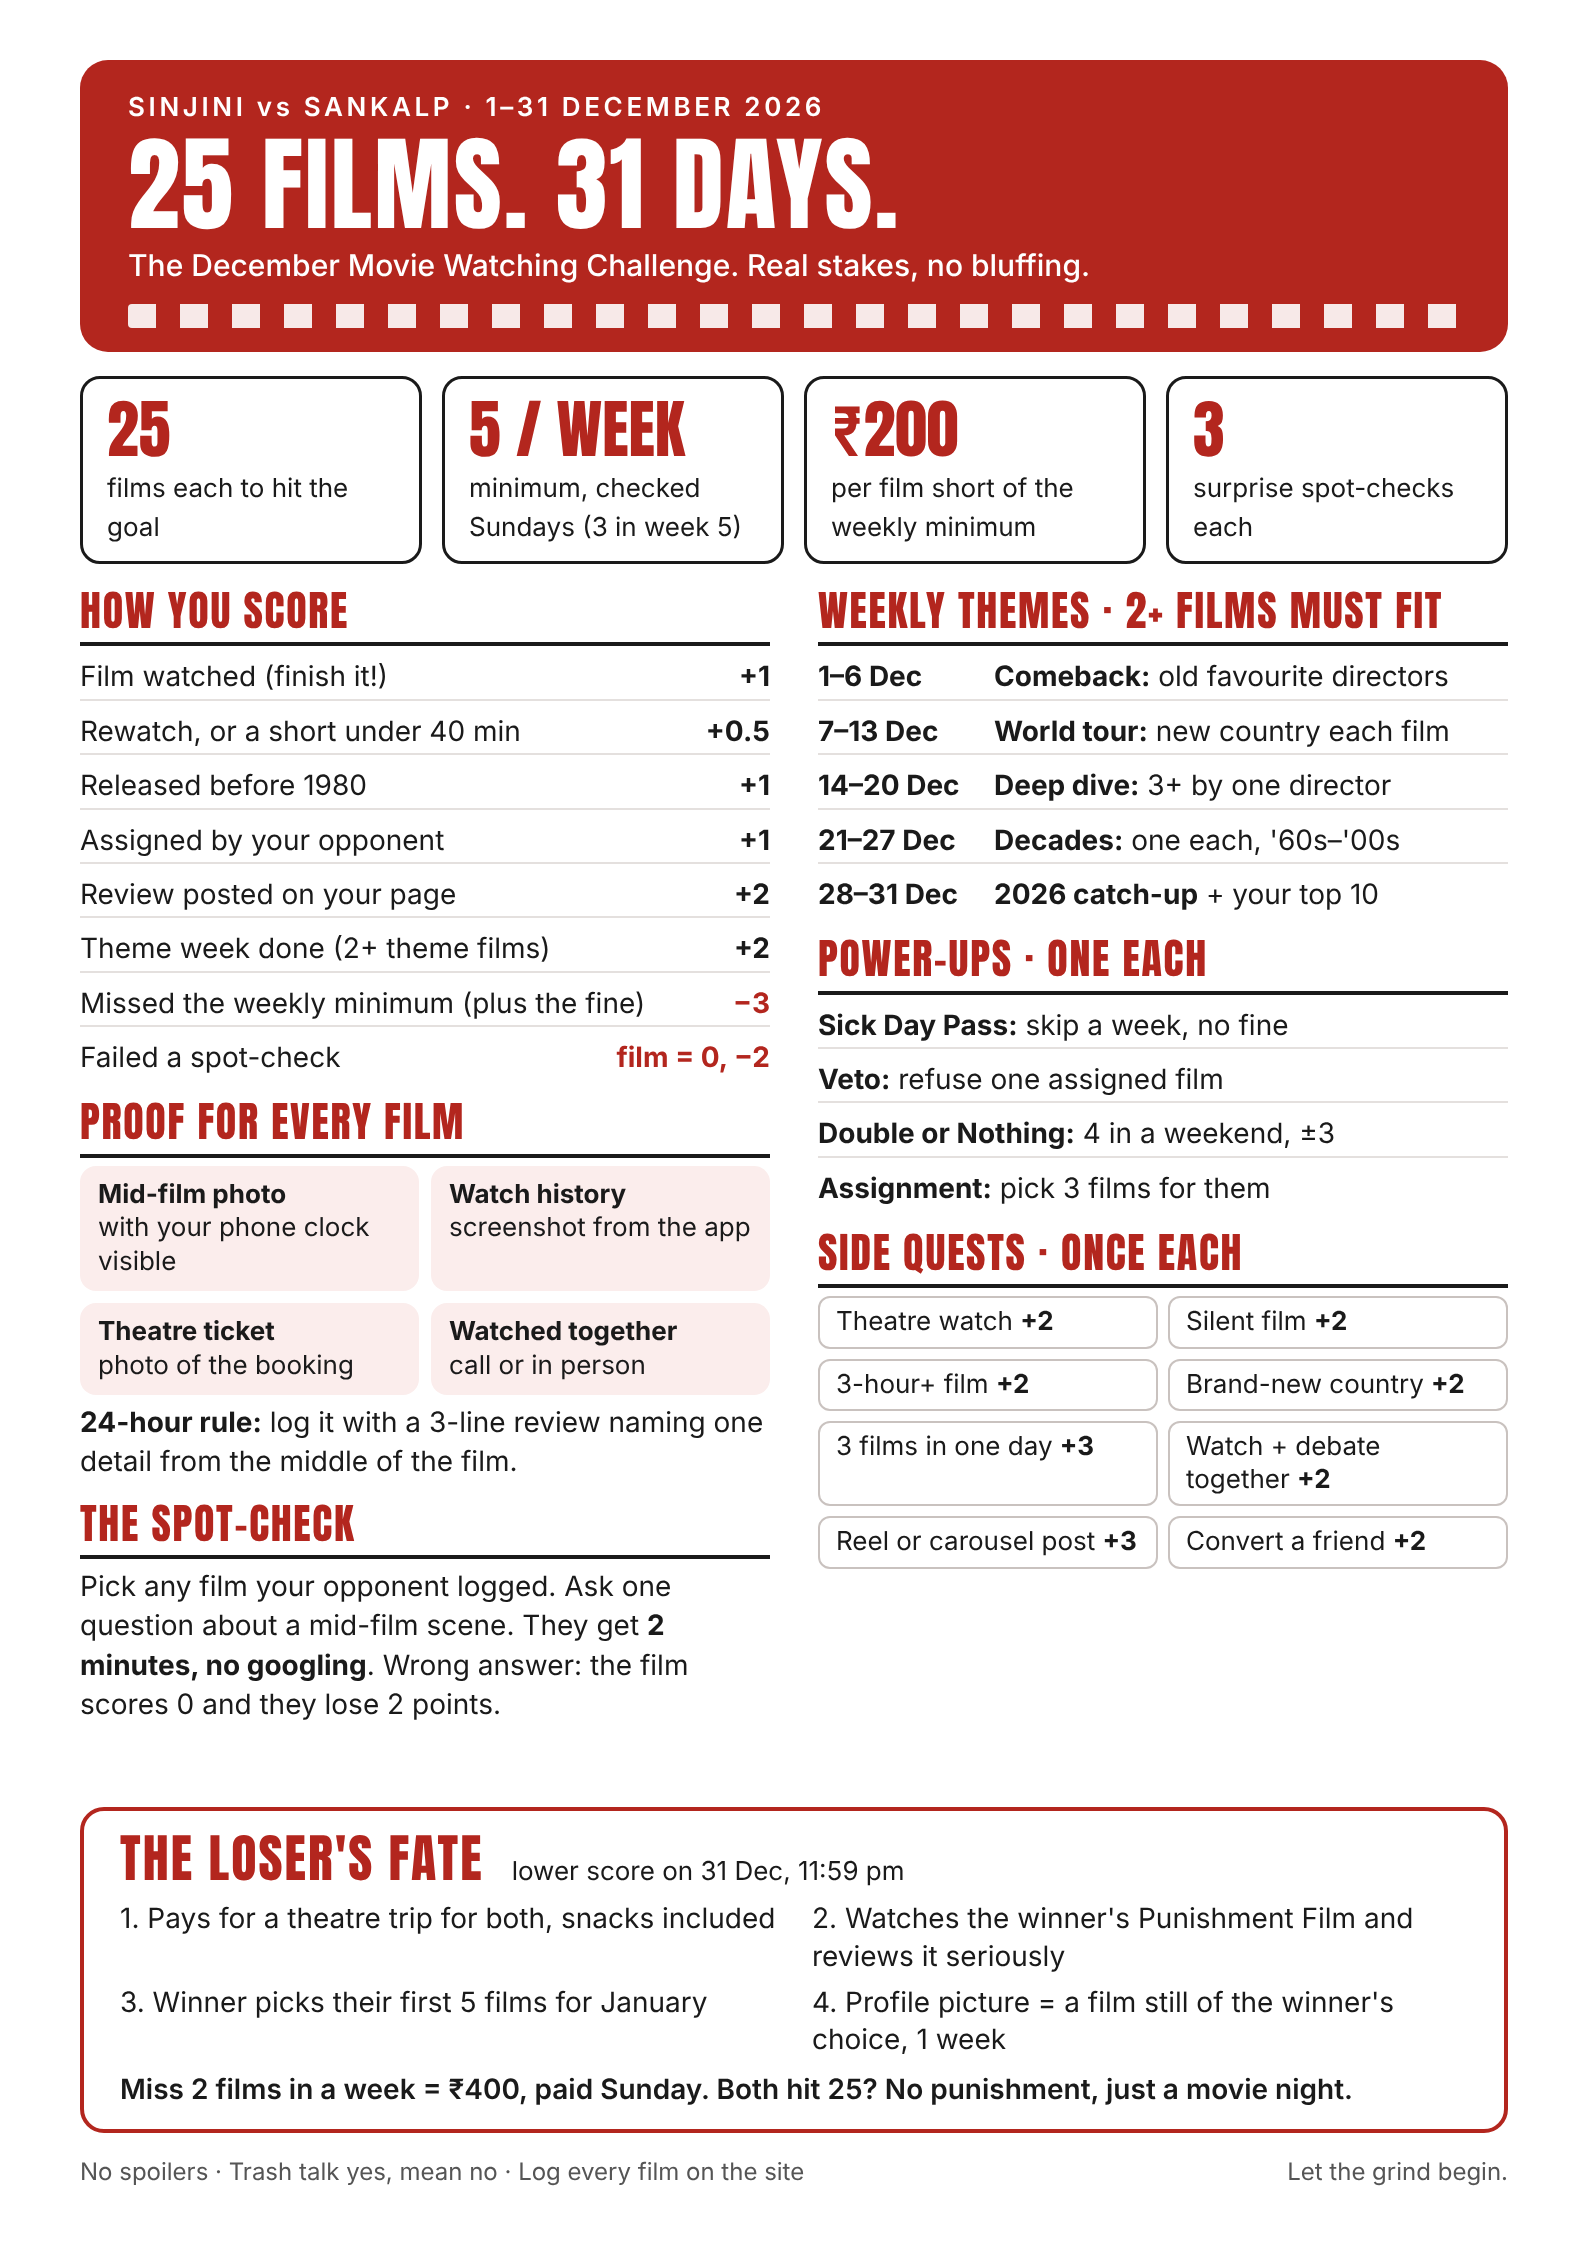 SINJINI vs SANKALP · 1–31 DECEMBER 2026
25 FILMS. 31 DAYS.
The December Movie Watching Challenge. Real stakes, no bluffing.
25
films each to hit the
goal
5 / WEEK
minimum, checked
Sundays (3 in week 5)
₹200
per film short of the
weekly minimum
3
surprise spot-checks
each
HOW YOU SCORE
Film watched (finish it!) +1
Rewatch, or a short under 40 min +0.5
Released before 1980 +1
Assigned by your opponent +1
Review posted on your page +2
Theme week done (2+ theme films) +2
Missed the weekly minimum (plus the fine) −3
Failed a spot-check film = 0, −2
PROOF FOR EVERY FILM
Mid-film photo
with your phone clock
visible
Watch history
screenshot from the app
Theatre ticket
photo of the booking
Watched together
call or in person
24-hour rule: log it with a 3-line review naming one
detail from the middle of the film.
THE SPOT-CHECK
Pick any film your opponent logged. Ask one
question about a mid-film scene. They get 2
minutes, no googling. Wrong answer: the film
scores 0 and they lose 2 points.
WEEKLY THEMES · 2+ FILMS MUST FIT
1–6 Dec Comeback: old favourite directors
7–13 Dec World tour: new country each film
14–20 Dec Deep dive: 3+ by one director
21–27 Dec Decades: one each, '60s–'00s
28–31 Dec 2026 catch-up + your top 10
POWER-UPS · ONE EACH
Sick Day Pass: skip a week, no fine
Veto: refuse one assigned film
Double or Nothing: 4 in a weekend, ±3
Assignment: pick 3 films for them
SIDE QUESTS · ONCE EACH
Theatre watch +2
Silent film +2
3-hour+ film +2
Brand-new country +2
3 films in one day +3
Watch + debate
together +2
Reel or carousel post +3
Convert a friend +2
THE LOSER'S FATE lower score on 31 Dec, 11:59 pm
1. Pays for a theatre trip for both, snacks included
2. Watches the winner's Punishment Film and
reviews it seriously
3. Winner picks their first 5 films for January
4. Profile picture = a film still of the winner's
choice, 1 week
Miss 2 films in a week = ₹400, paid Sunday. Both hit 25? No punishment, just a movie night.
No spoilers · Trash talk yes, mean no · Log every film on the site
Let the grind begin.